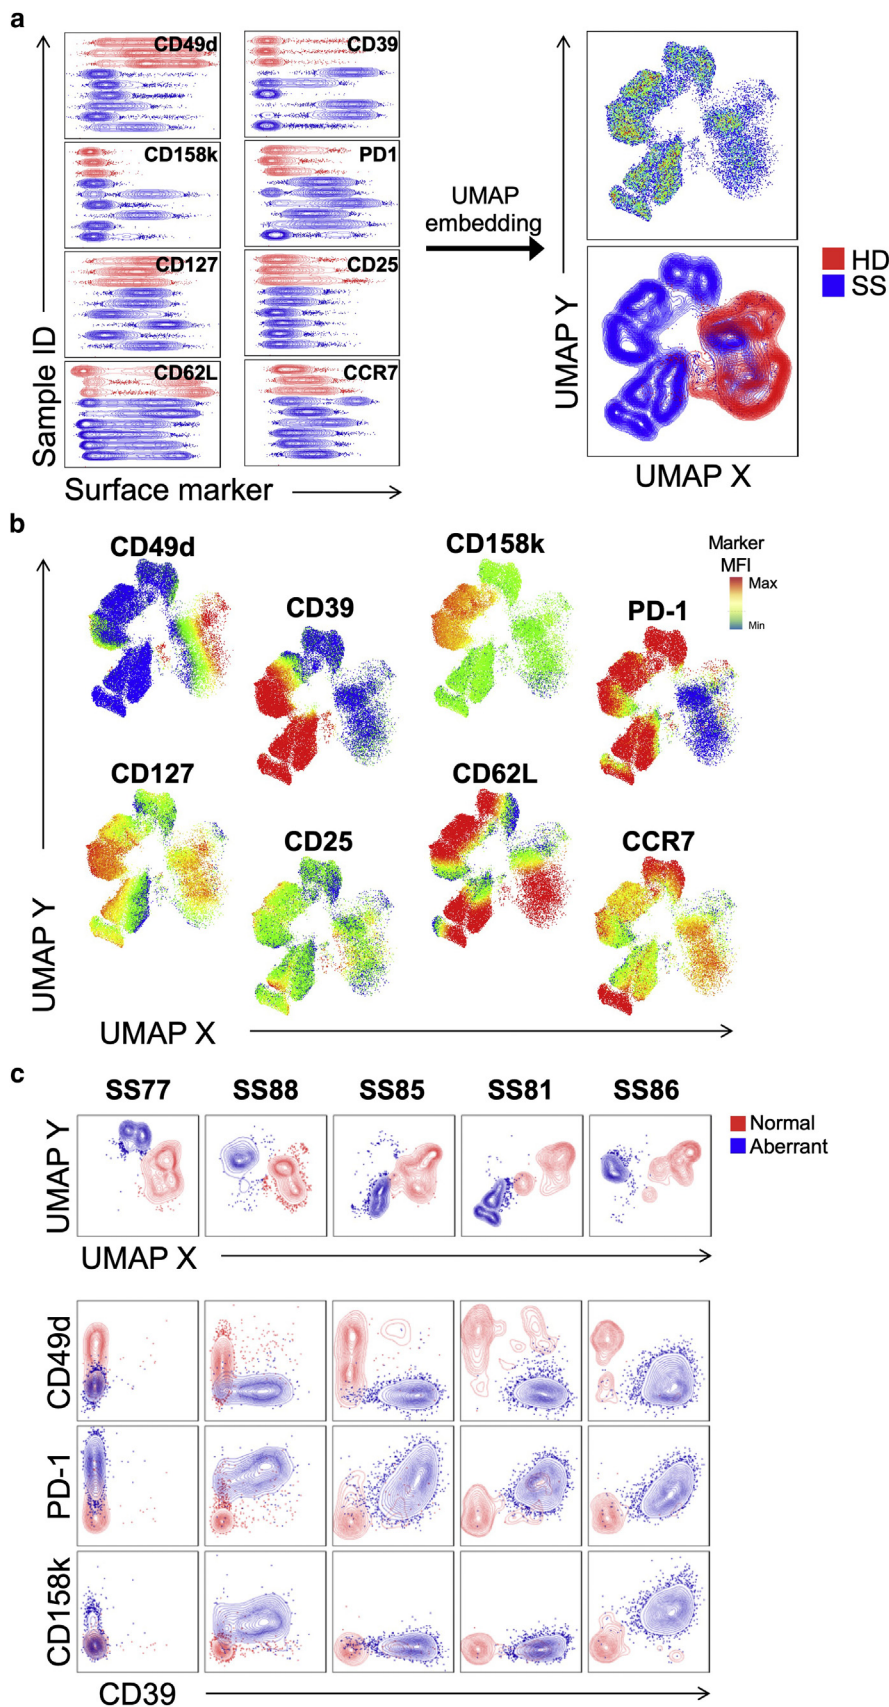 a
CD49d
CD39
CD158k
PD1
CD127
CD25
CD62L
CCR7
Sample ID
Surface marker
UMAP
embedding
UMAP Y
UMAP X
HD
SS
b
CD49d
CD39
CD158k
PD-1
Marker
MFI
Max
Min
CD127
CD25
CD62L
CCR7
UMAP Y
UMAP X
c
SS77
SS88
SS85
SS81
SS86
UMAP Y
Normal
Aberrant
UMAP X
CD49d
PD-1
CD158k
CD39